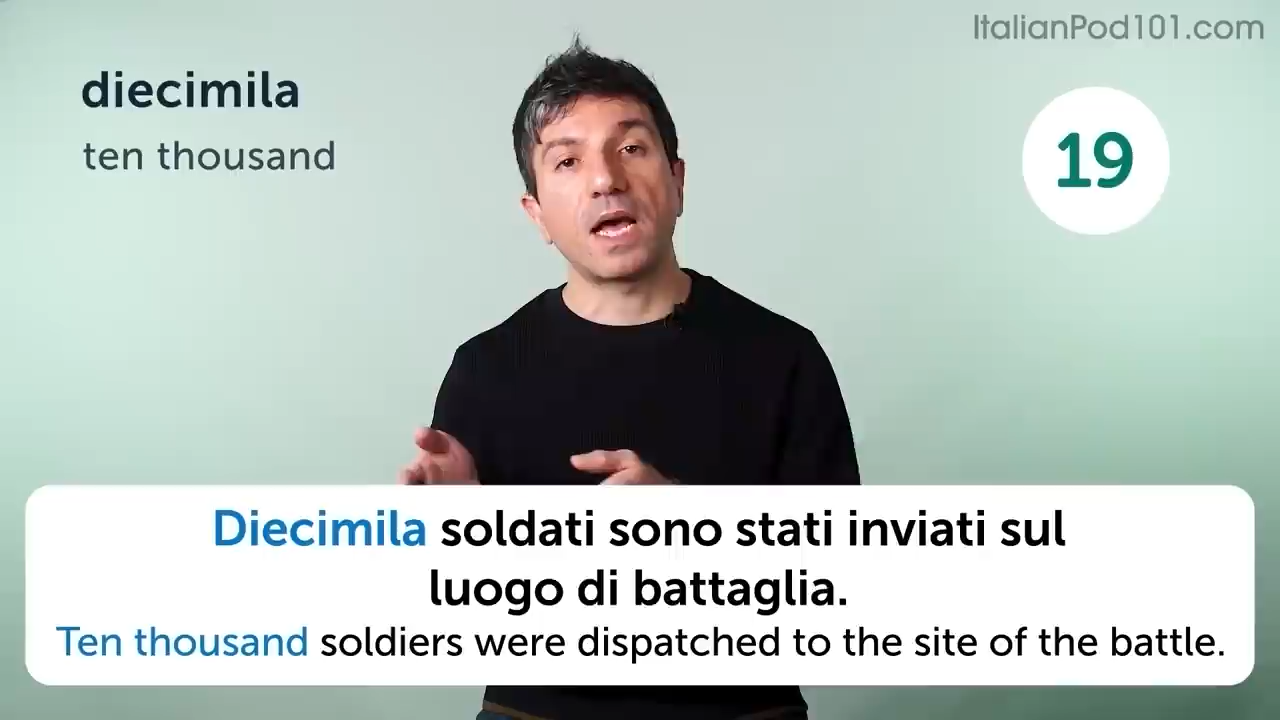 ItalianPod101.com
diecimila
ten thousand
19
Diecimila soldati sono stati inviati sul
luogo di battaglia.
Ten thousand soldiers were dispatched to the site of the battle.